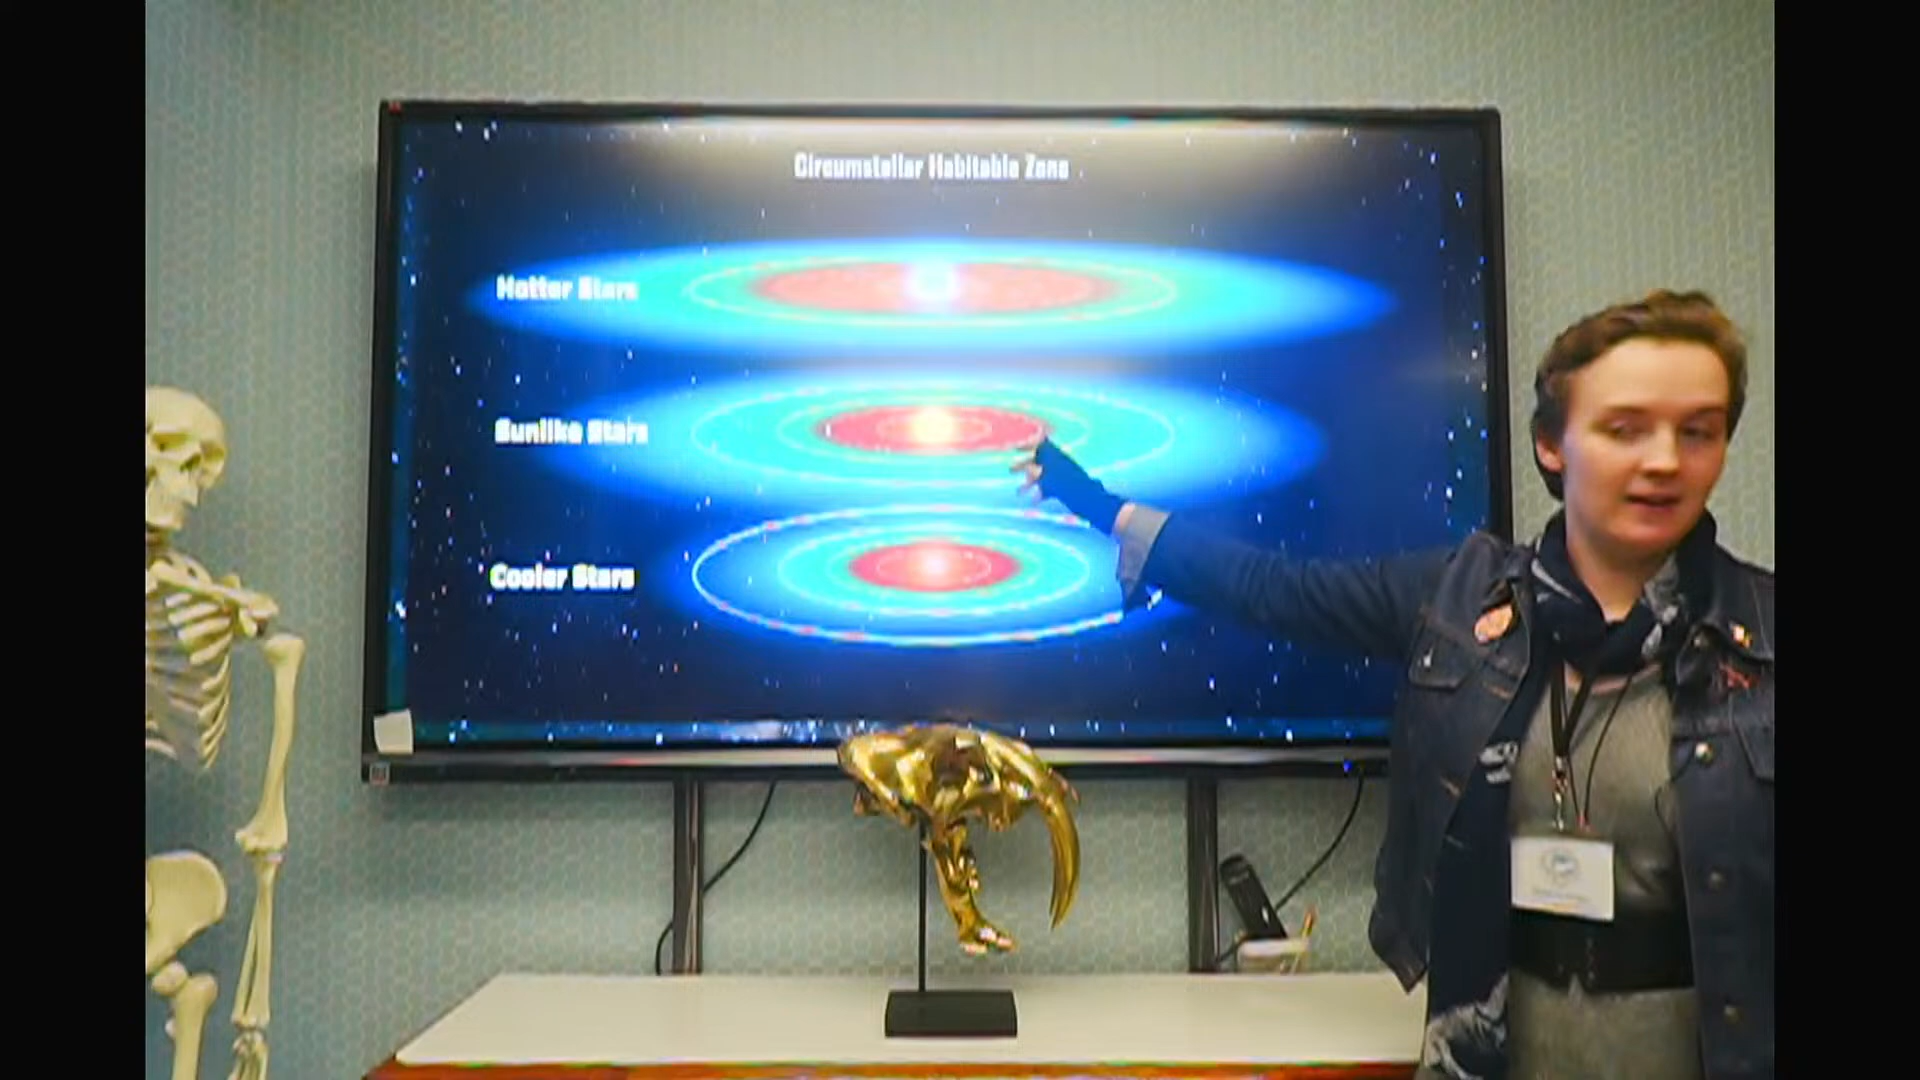 Circumstellar Habitable Zone
Hotter Stars
Sunlike Stars
Cooler Stars